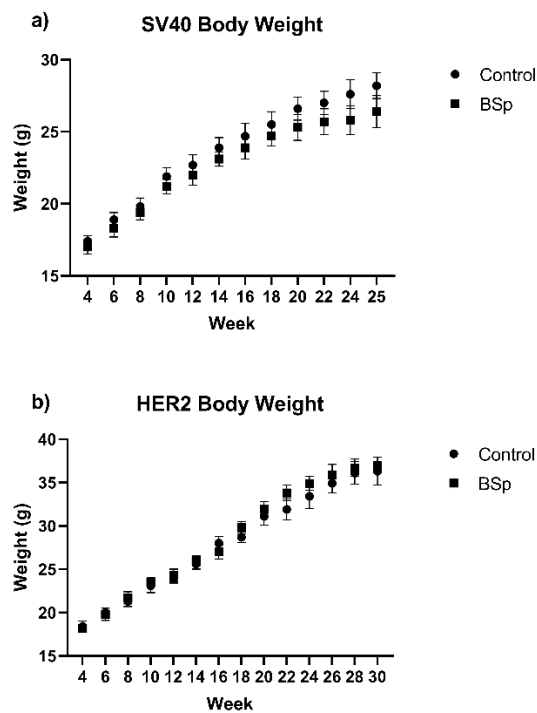 a)
SV40 Body Weight
Control
BSp
Weight (g)
30
25
20
15
4 6 8 10 12 14 16 18 20 22 24 25
Week
b)
HER2 Body Weight
Control
BSp
Weight (g)
40
35
30
25
20
15
4 6 8 10 12 14 16 18 20 22 24 26 28 30
Week